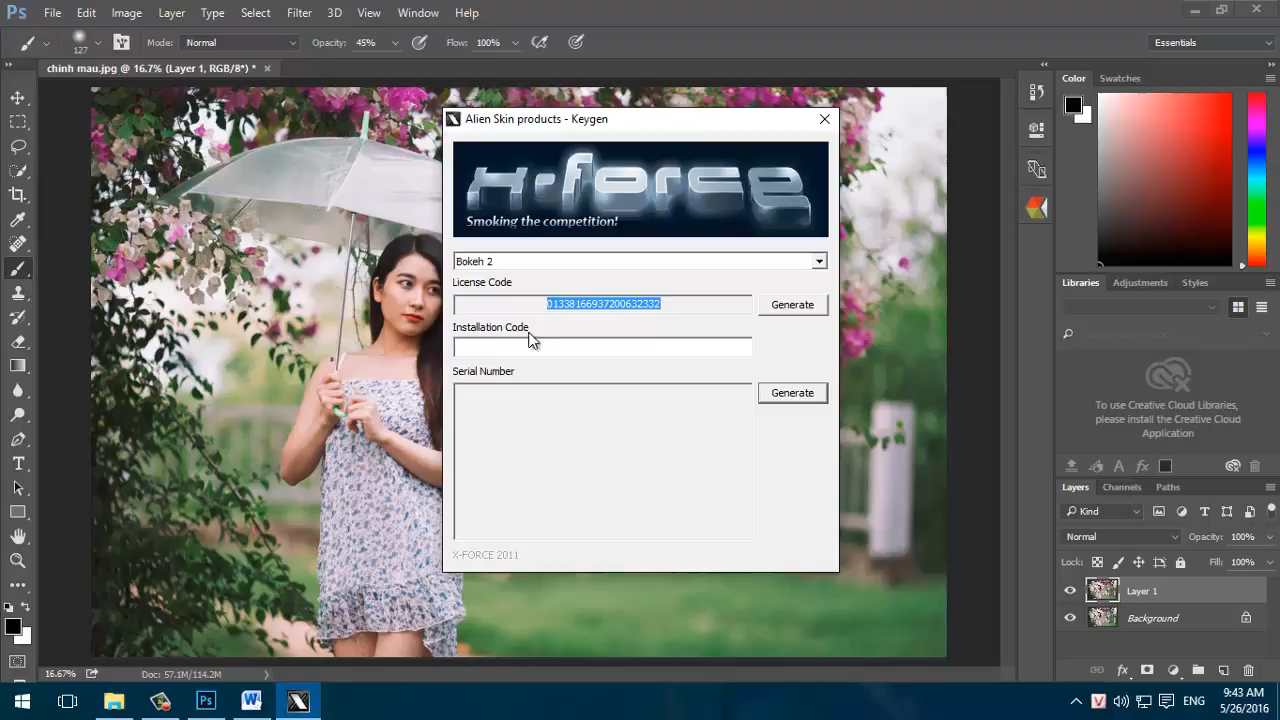 Ps File Edit Image Layer Type Select Filter 3D View Window Help
127 Mode: Normal Opacity: 45% Flow: 100% Essentials
chinh mau.jpg @ 16.7% (Layer 1, RGB/8*) * ×
Color Swatches
Alien Skin products - Keygen
x-force
Smoking the competition!
Bokeh 2
License Code
01338166937200632332 Generate
Installation Code
Serial Number
Generate
X-FORCE 2011
Libraries Adjustments Styles
To use Creative Cloud Libraries,
please install the Creative Cloud
Application
Layers Channels Paths
Kind
Normal Opacity: 100%
Lock: Fill: 100%
Layer 1
Background
16.67% Doc: 57.1M/114.2M
ENG 9:43 AM
5/26/2016